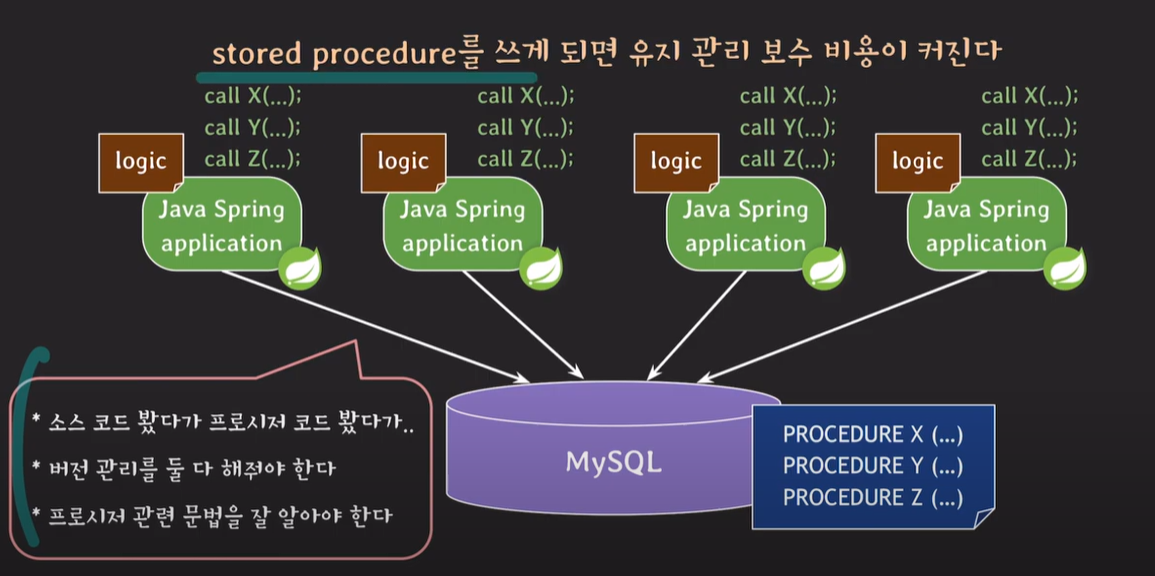 stored procedure를 쓰게 되면 유지 관리 보수 비용이 커진다
call X(...);
call Y(...);
call Z(...);
logic
Java Spring
application
call X(...);
call Y(...);
call Z(...);
logic
Java Spring
application
call X(...);
call Y(...);
call Z(...);
logic
Java Spring
application
call X(...);
call Y(...);
call Z(...);
logic
Java Spring
application
* 소스 코드 봤다가 프로시저 코드 봤다가..
* 버전 관리를 둘 다 해줘야 한다
* 프로시저 관련 문법을 잘 알아야 한다
MySQL
PROCEDURE X (...)
PROCEDURE Y (...)
PROCEDURE Z (...)